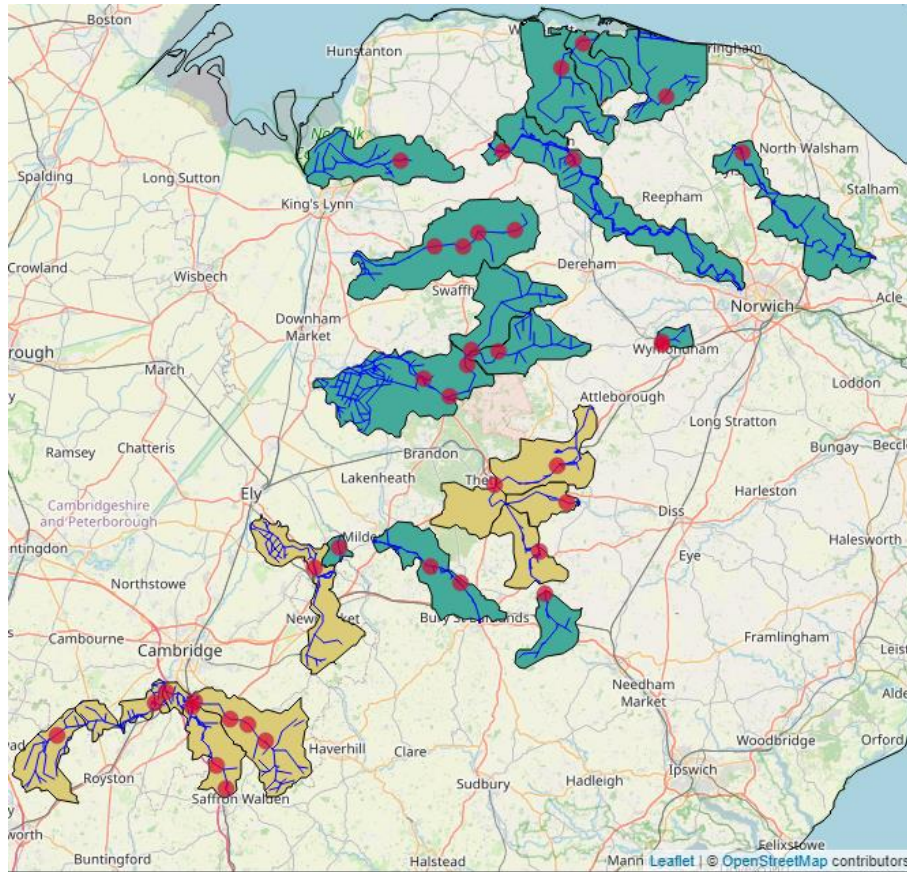 Boston
Hunstanton
North Walsham
Spalding
Long Sutton
King's Lynn
Reepham
Stalham
Crowland
Wisbech
Dereham
Swaffh
Norwich
Acle
Downham
Market
Wymondham
March
Loddon
Attleborough
Long Stratton
Ramsey
Chatteris
Brandon
Bungay
Beccl
Lakenheath
Thet
Ely
Harleston
Cambridgeshire
and Peterborough
Diss
Milde
Halesworth
Eye
Northstowe
Newmarket
Bury St Edmunds
Cambourne
Framlingham
Cambridge
Needham
Market
Haverhill
Clare
Woodbridge
Orford
Royston
Saffron Walden
Sudbury
Hadleigh
Ipswich
Buntingford
Halstead
Felixstowe
Leaflet | © OpenStreetMap contributors